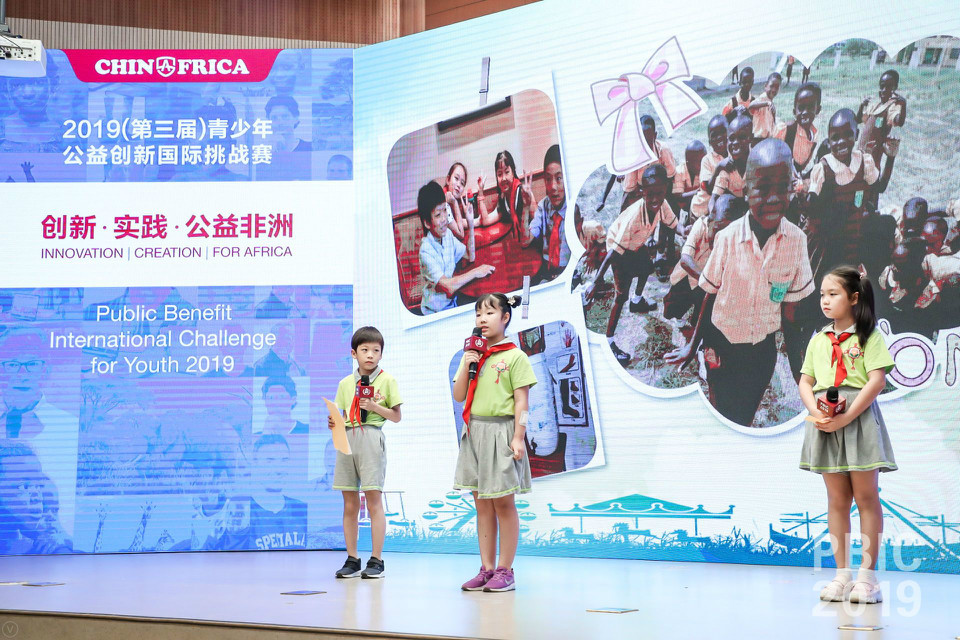 CHINAFRICA
2019(第三届)青少年
公益创新国际挑战赛
创新·实践·公益非洲
INNOVATION | CREATION | FOR AFRICA
Public Benefit
International Challenge
for Youth 2019
SPEYALL
PBIC
2019